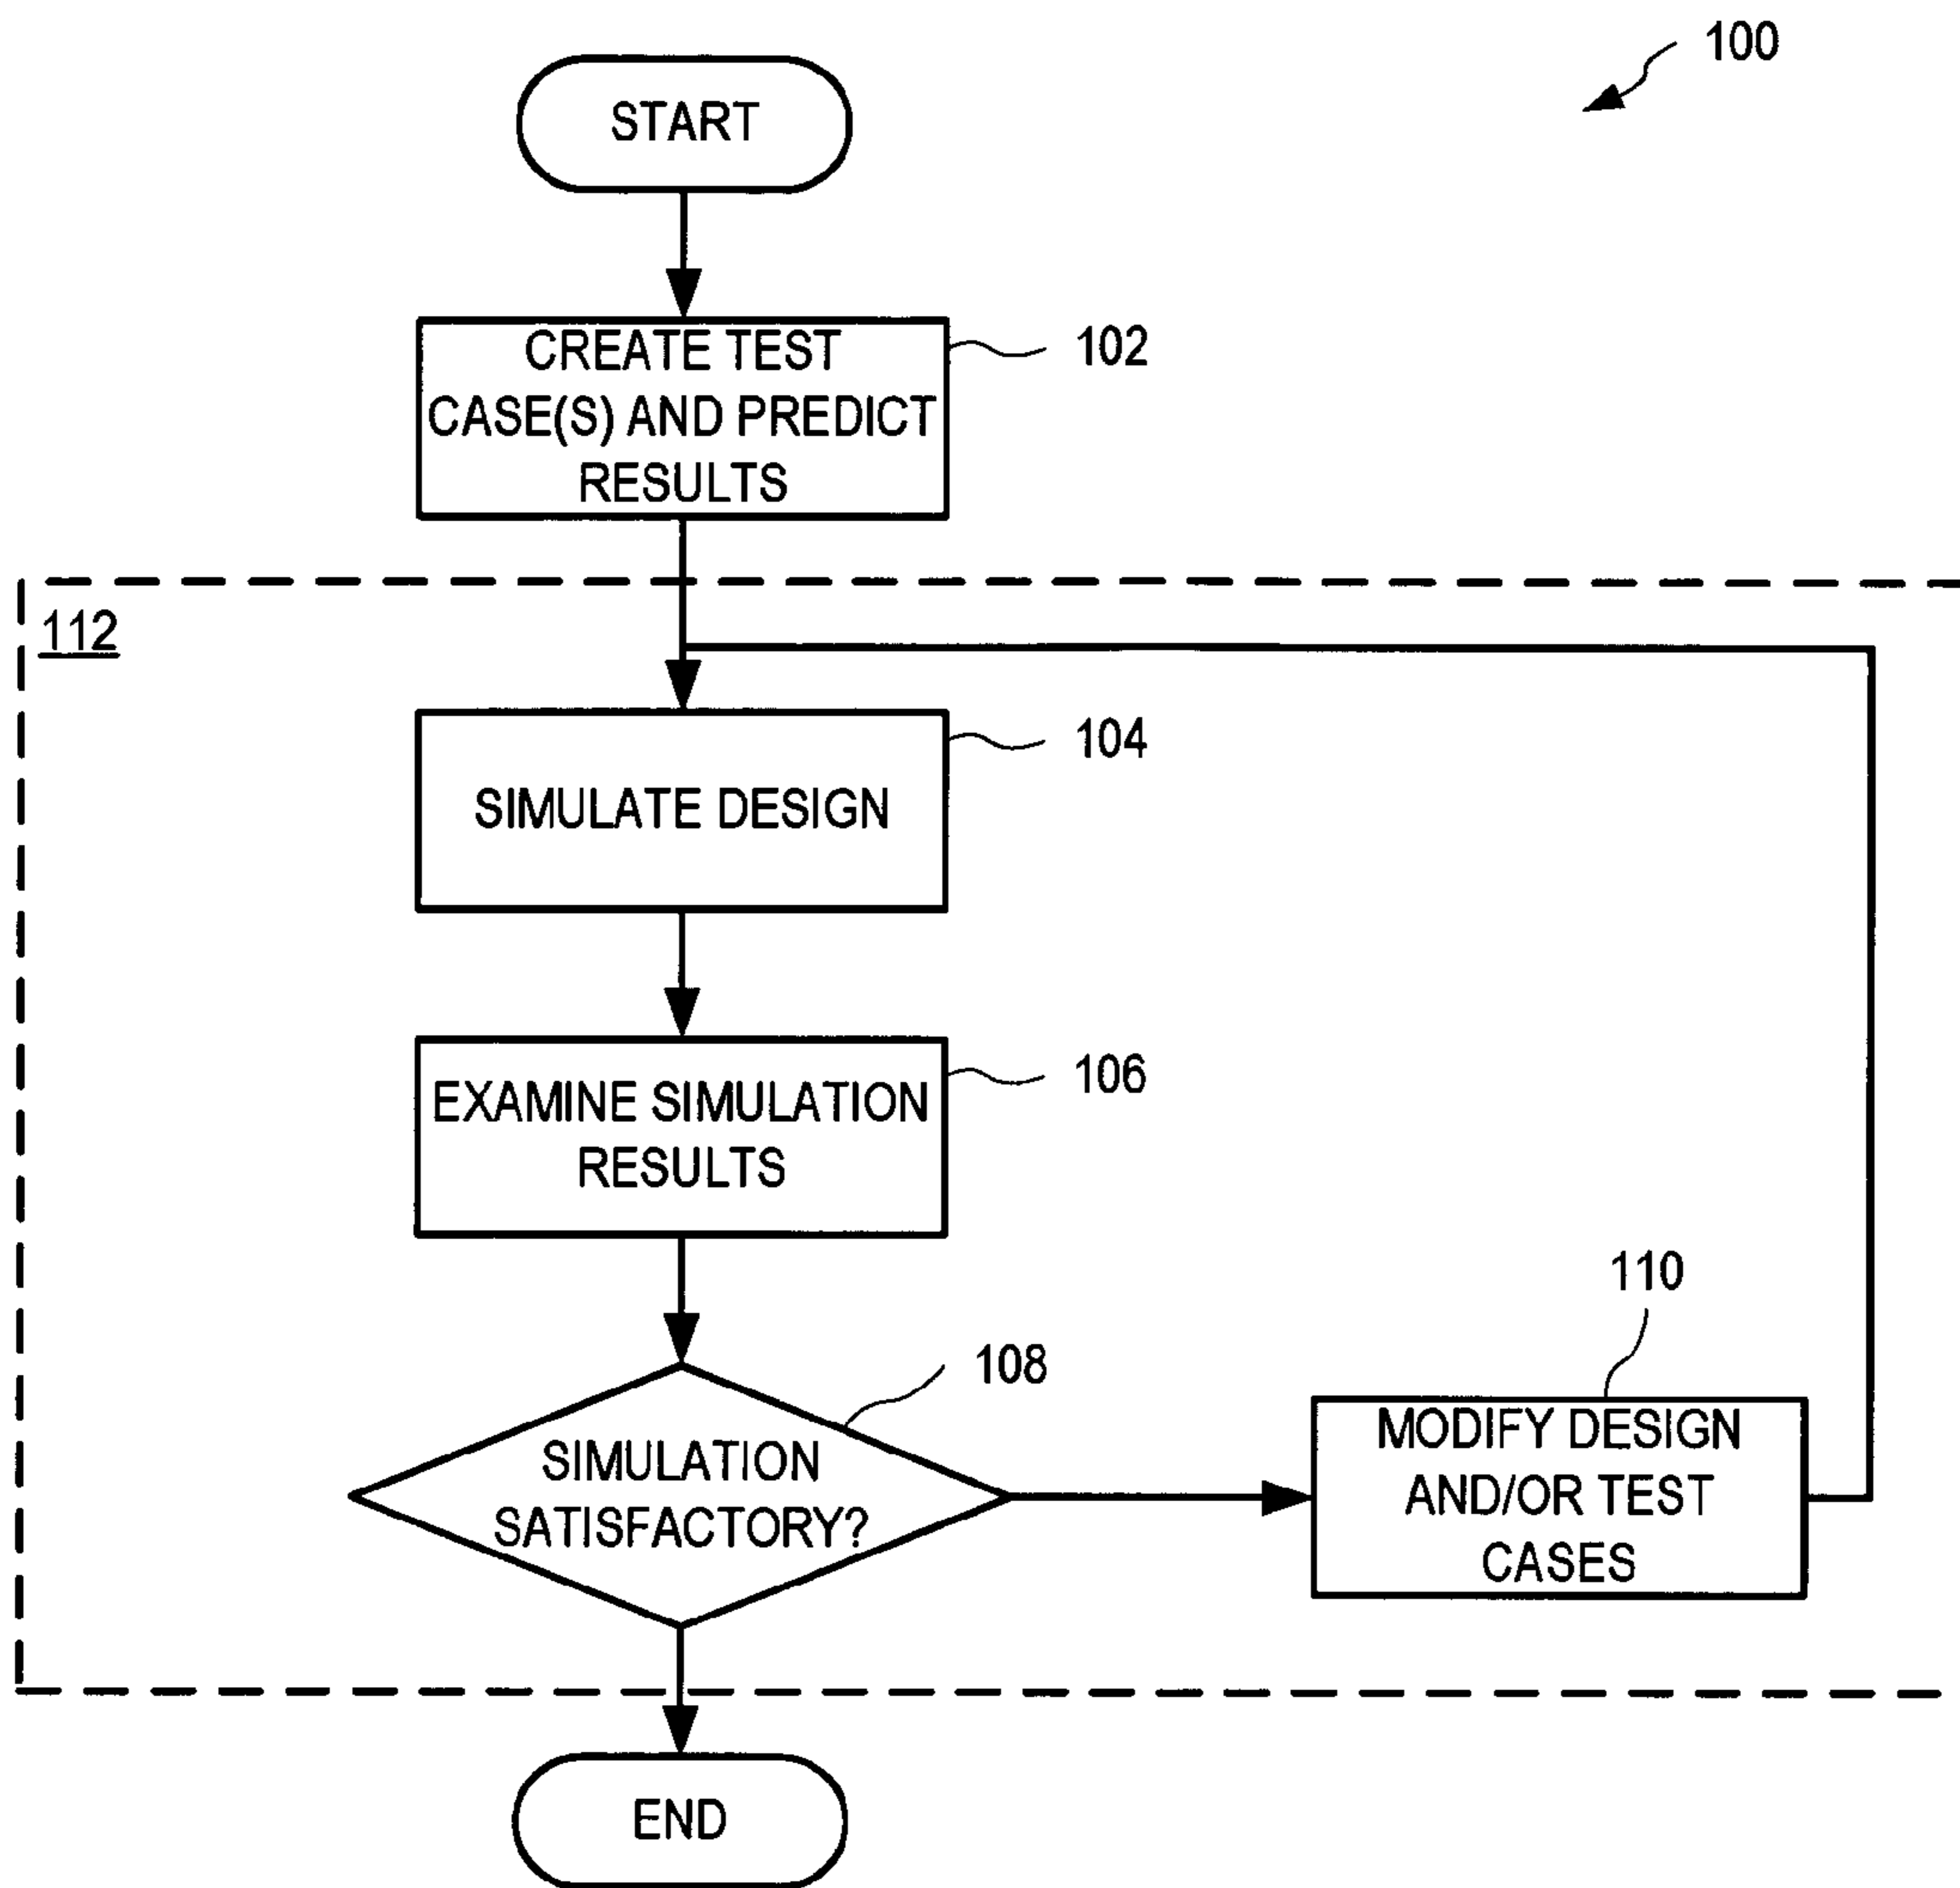 100
START
CREATE TEST
CASE(S) AND PREDICT
RESULTS
102
112
SIMULATE DESIGN
104
EXAMINE SIMULATION
RESULTS
106
SIMULATION
SATISFACTORY?
108
110
MODIFY DESIGN
AND/OR TEST
CASES
END